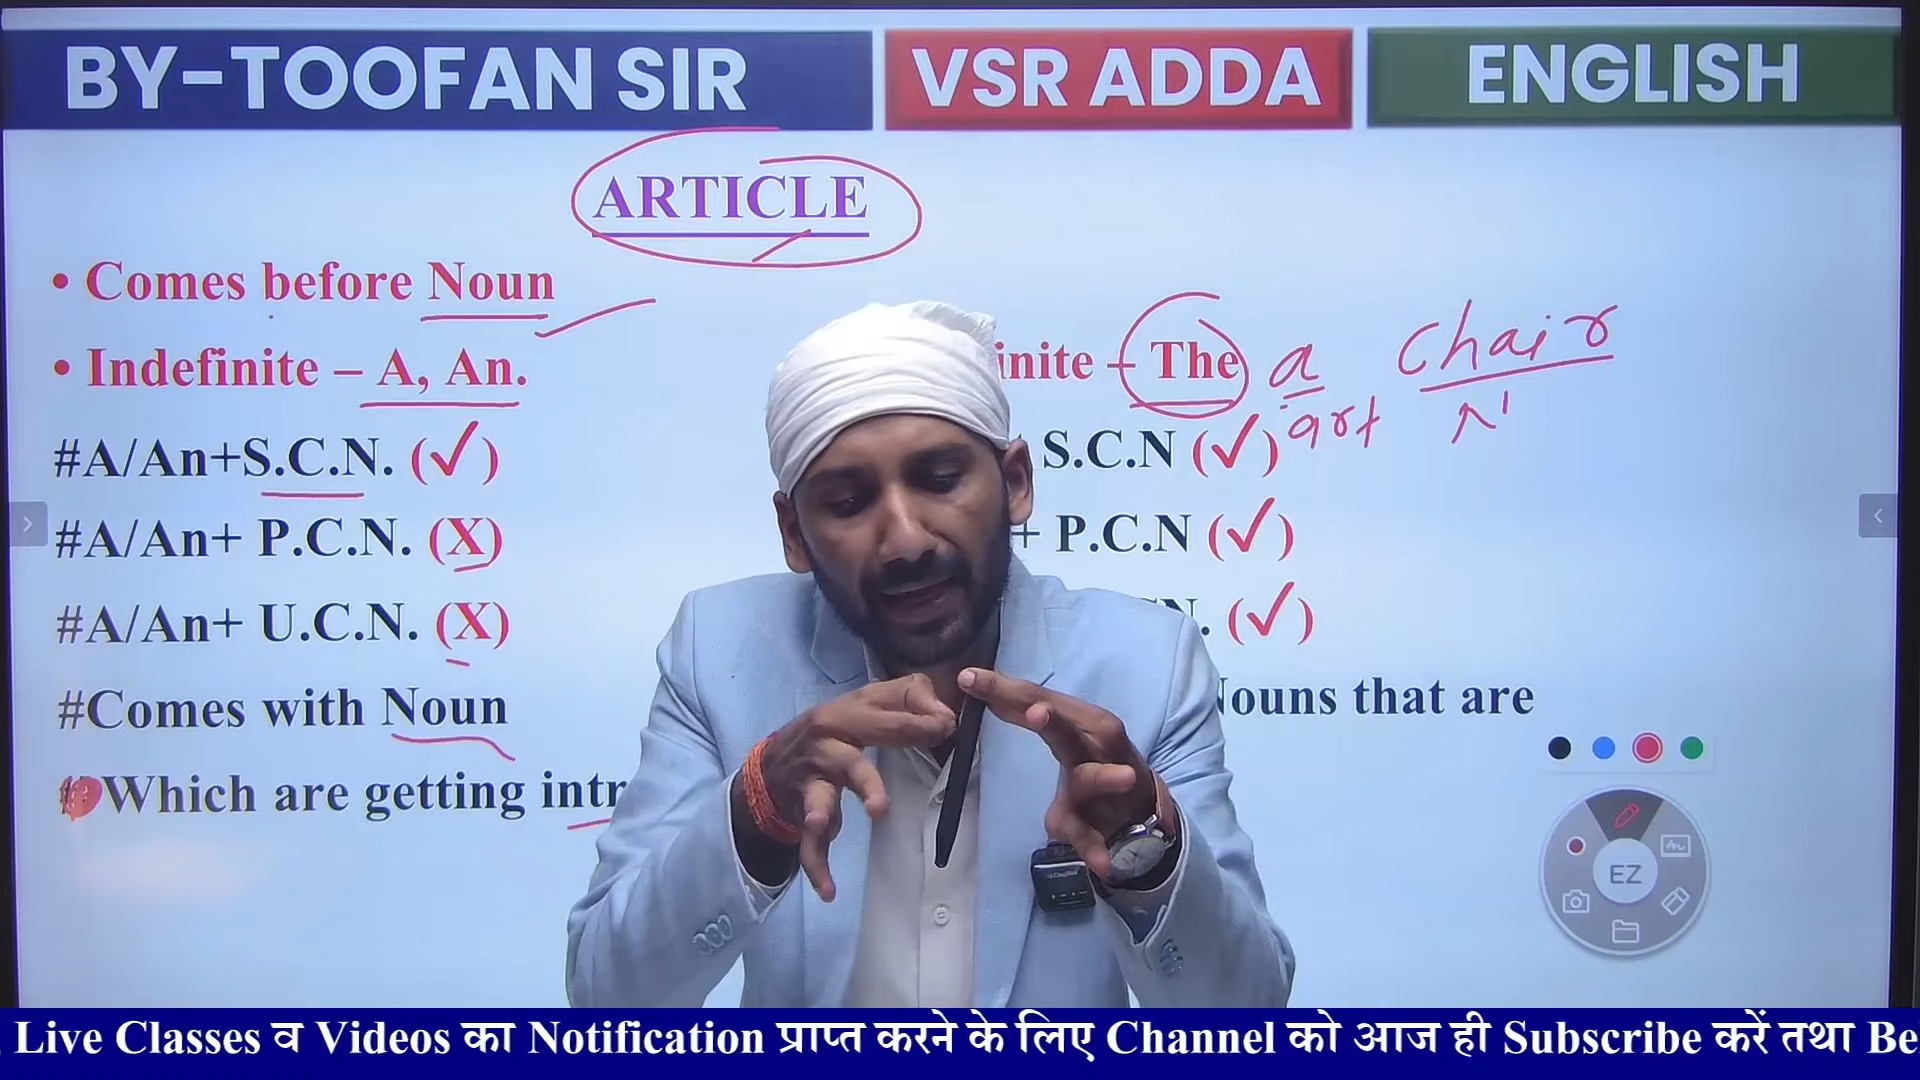 BY-TOOFAN SIR VSR ADDA ENGLISH
ARTICLE
• Comes before Noun
• Indefinite – A, An.
inite – The a chair
art N
#A/An+S.C.N. (✓)
S.C.N (✓)
#A/An+ P.C.N. (X)
+ P.C.N (✓)
#A/An+ U.C.N. (X)
N. (✓)
#Comes with Noun
Nouns that are
#Which are getting intr
EZ
Live Classes व Videos का Notification प्राप्त करने के लिए Channel को आज ही Subscribe करें तथा Be